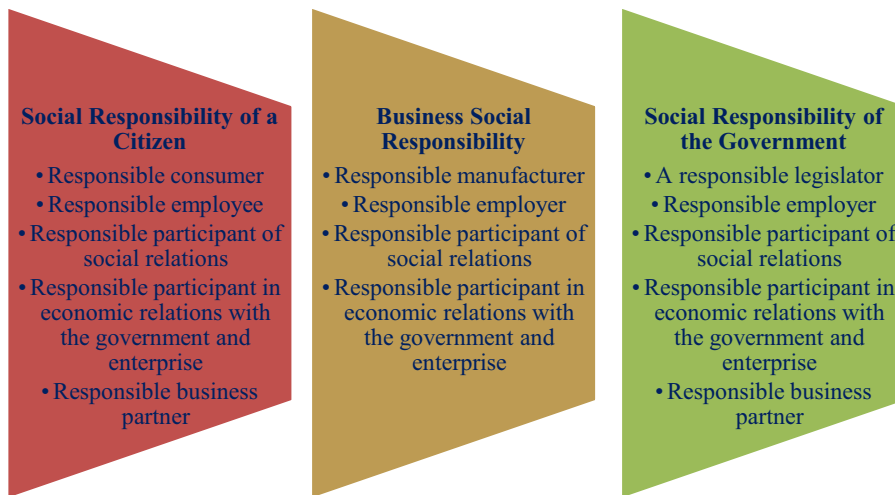 Social Responsibility of a
Citizen
• Responsible consumer
• Responsible employee
• Responsible participant of
social relations
• Responsible participant in
economic relations with
the government and
enterprise
• Responsible business
partner
Business Social
Responsibility
• Responsible manufacturer
• Responsible employer
• Responsible participant of
social relations
• Responsible participant in
economic relations with
the government and
enterprise
Social Responsibility of
the Government
• A responsible legislator
• Responsible employer
• Responsible participant of
social relations
• Responsible participant in
economic relations with
the government and
enterprise
• Responsible business
partner